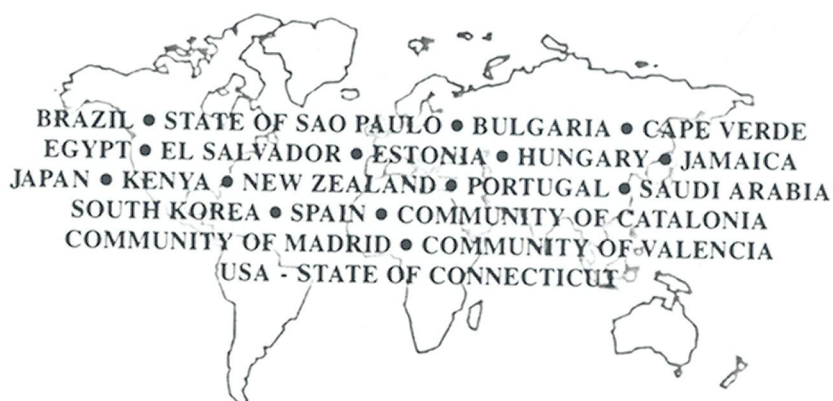 BRAZIL ● STATE OF SAO PAULO ● BULGARIA ● CAPE VERDE
EGYPT ● EL SALVADOR ● ESTONIA ● HUNGARY ● JAMAICA
JAPAN ● KENYA ● NEW ZEALAND ● PORTUGAL ● SAUDI ARABIA
SOUTH KOREA ● SPAIN ● COMMUNITY OF CATALONIA
COMMUNITY OF MADRID ● COMMUNITY OF VALENCIA
USA - STATE OF CONNECTICUT